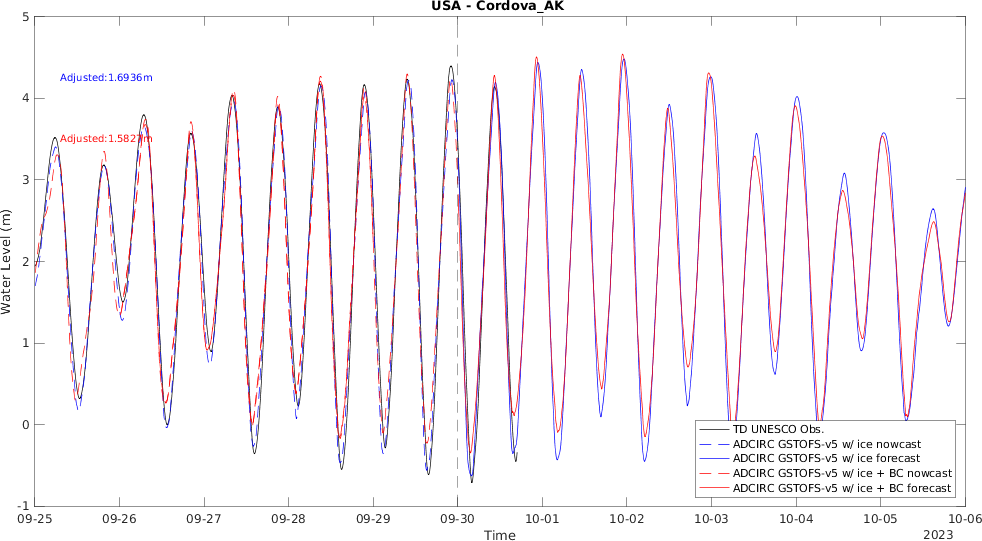 USA - Cordova_AK
5
4
3
2
1
0
-1
Water Level (m)
Adjusted:1.6936m
Adjusted:1.5827m
TD UNESCO Obs.
ADCIRC GSTOFS-v5 w/ ice nowcast
ADCIRC GSTOFS-v5 w/ ice forecast
ADCIRC GSTOFS-v5 w/ ice + BC nowcast
ADCIRC GSTOFS-v5 w/ ice + BC forecast
09-25 09-26 09-27 09-28 09-29 09-30 10-01 10-02 10-03 10-04 10-05 10-06
Time
2023